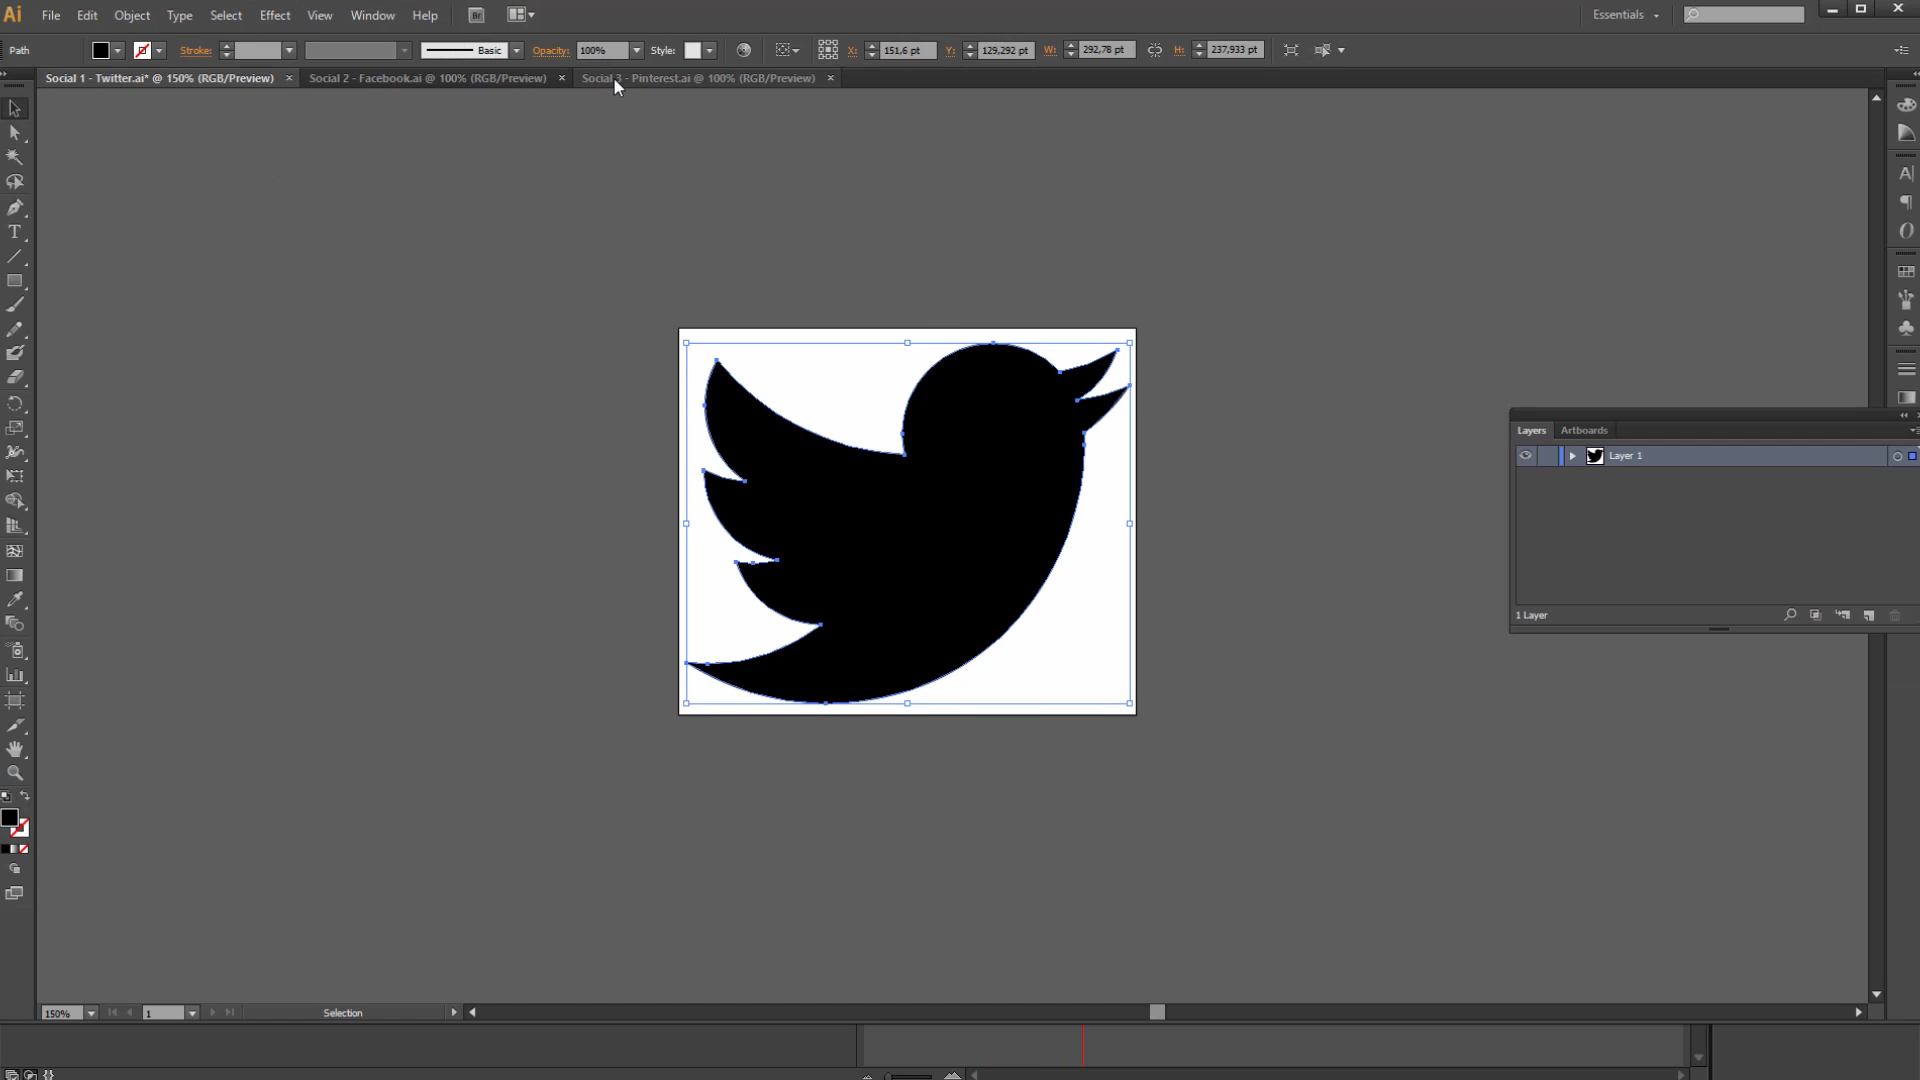 Ai File Edit Object Type Select Effect View Window Help Br Essentials
Path Stroke: Basic Opacity: 100% Style: X: 151,6 pt Y: 129,292 pt W: 292,78 pt H: 237,933 pt
Social 1 - Twitter.ai* @ 150% (RGB/Preview) Social 2 - Facebook.ai @ 100% (RGB/Preview) Social 3 - Pinterest.ai @ 100% (RGB/Preview)
Layers Artboards
Layer 1
1 Layer
150% 1 Selection